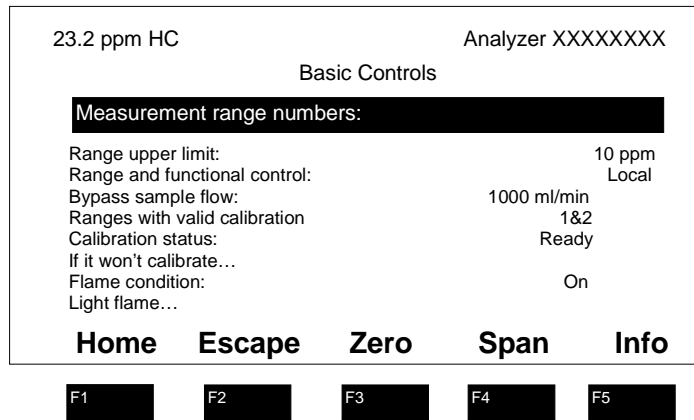 23.2 ppm HC Analyzer XXXXXXXX
Basic Controls
Measurement range numbers:
Range upper limit: 10 ppm
Range and functional control: Local
Bypass sample flow: 1000 ml/min
Ranges with valid calibration 1&2
Calibration status: Ready
If it won't calibrate…
Flame condition: On
Light flame…
Home Escape Zero Span Info
F1 F2 F3 F4 F5